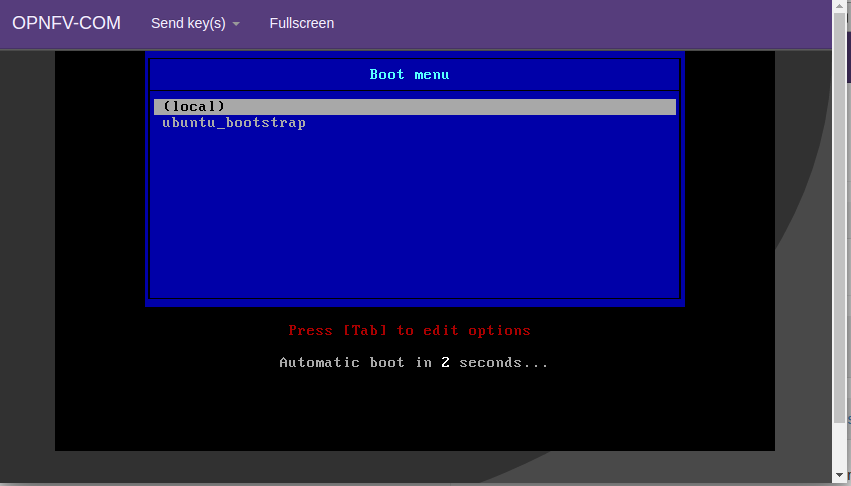 OPNFV-COM Send key(s) Fullscreen
Boot menu
(local)
ubuntu_bootstrap
Press [Tab] to edit options
Automatic boot in 2 seconds...